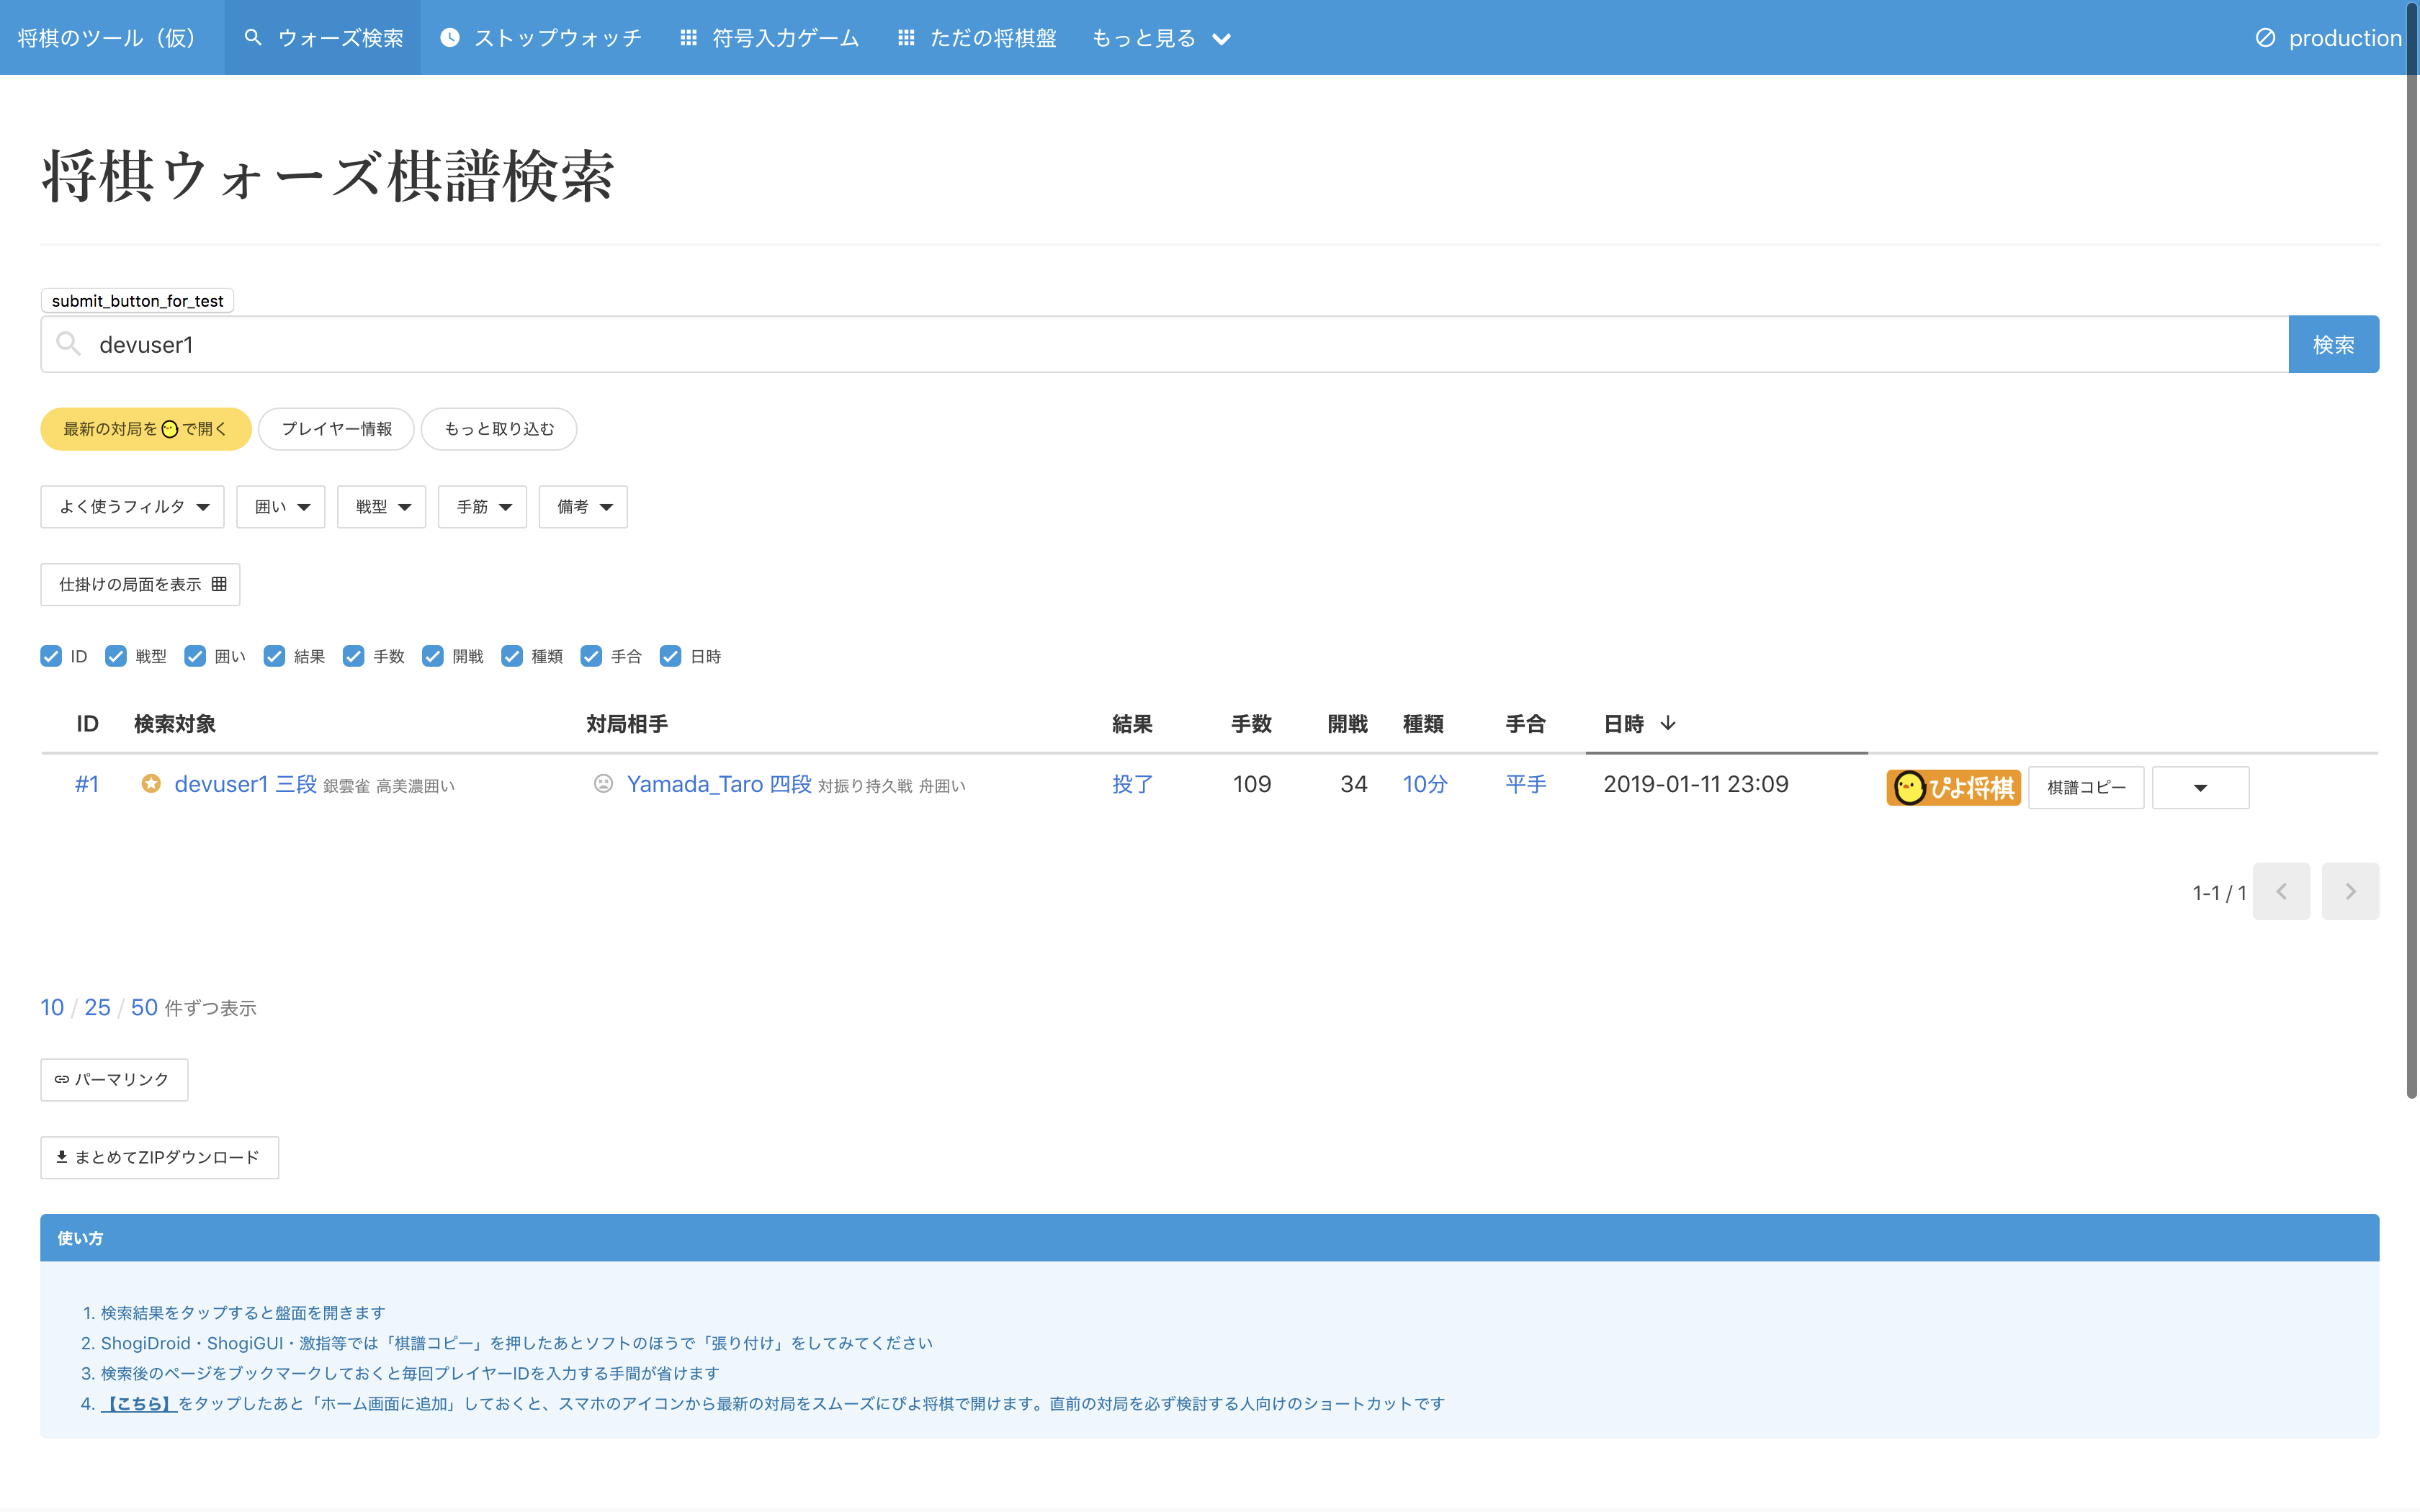 将棋のツール（仮） ウォーズ検索 ストップウォッチ 符号入力ゲーム ただの将棋盤 もっと見る production
将棋ウォーズ棋譜検索
submit_button_for_test
devuser1 検索
最新の対局を で開く プレイヤー情報 もっと取り込む
よく使うフィルタ 囲い 戦型 手筋 備考
仕掛けの局面を表示
ID 戦型 囲い 結果 手数 開戦 種類 手合 日時
ID 検索対象 対局相手 結果 手数 開戦 種類 手合 日時
#1 devuser1 三段 銀雲雀 高美濃囲い Yamada_Taro 四段 対振り持久戦 舟囲い 投了 109 34 10分 平手 2019-01-11 23:09 ぴよ将棋 棋譜コピー
1-1 / 1
10 / 25 / 50 件ずつ表示
パーマリンク
まとめてZIPダウンロード
使い方
1. 検索結果をタップすると盤面を開きます
2. ShogiDroid・ShogiGUI・激指等では「棋譜コピー」を押したあとソフトのほうで「張り付け」をしてみてください
3. 検索後のページをブックマークしておくと毎回プレイヤーIDを入力する手間が省けます
4. 【こちら】をタップしたあと「ホーム画面に追加」しておくと、スマホのアイコンから最新の対局をスムーズにぴよ将棋で開けます。直前の対局を必ず検討する人向けのショートカットです